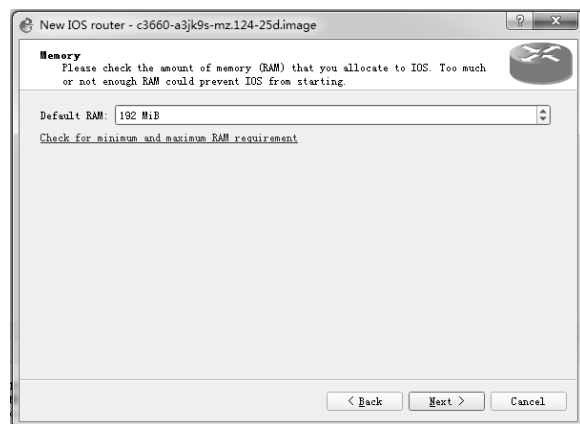 New IOS router - c3660-a3jk9s-mz.124-25d.image
Memory
Please check the amount of memory (RAM) that you allocate to IOS. Too much
or not enough RAM could prevent IOS from starting.
Default RAM: 192 MiB
Check for minimum and maximum RAM requirement
< Back Next > Cancel